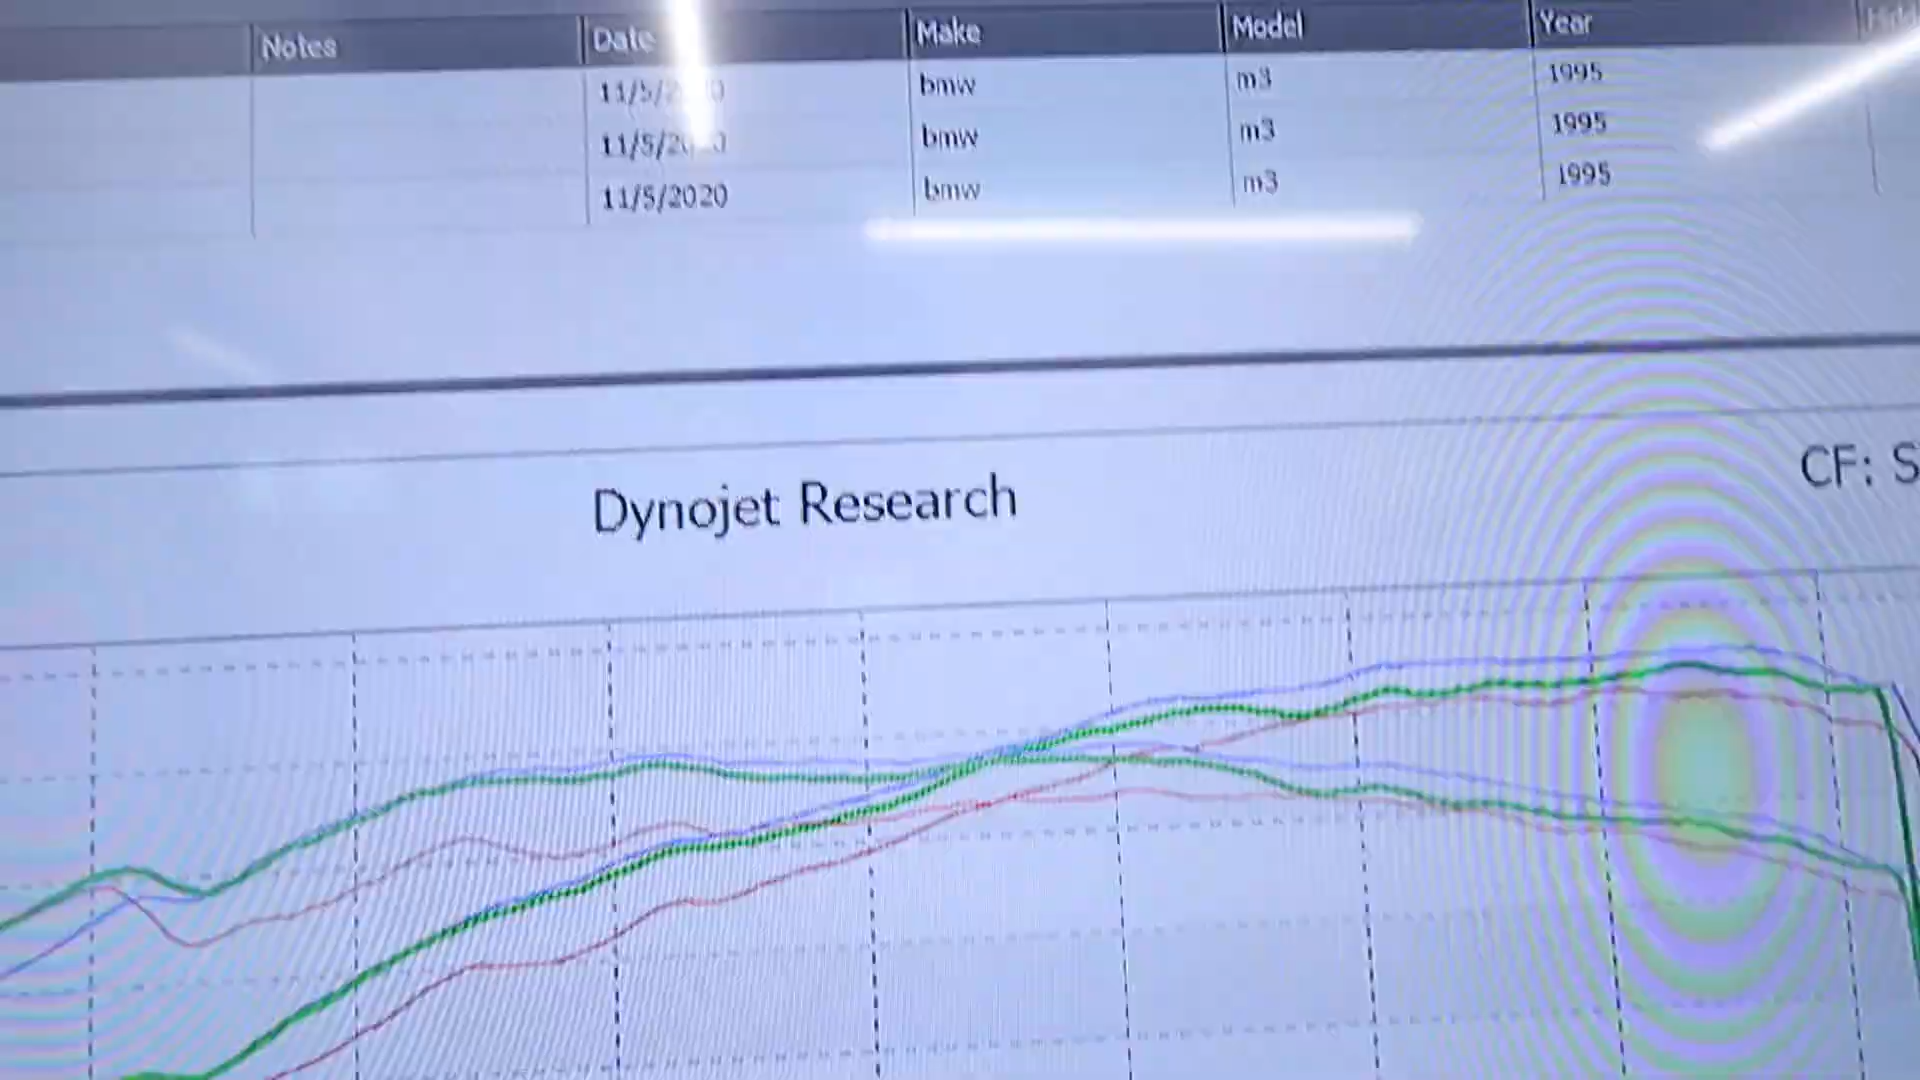 Notes Date Make Model Year
bmw m3 1995
bmw m3 1995
11/5/2020 bmw m3 1995
Dynojet Research
CF: S